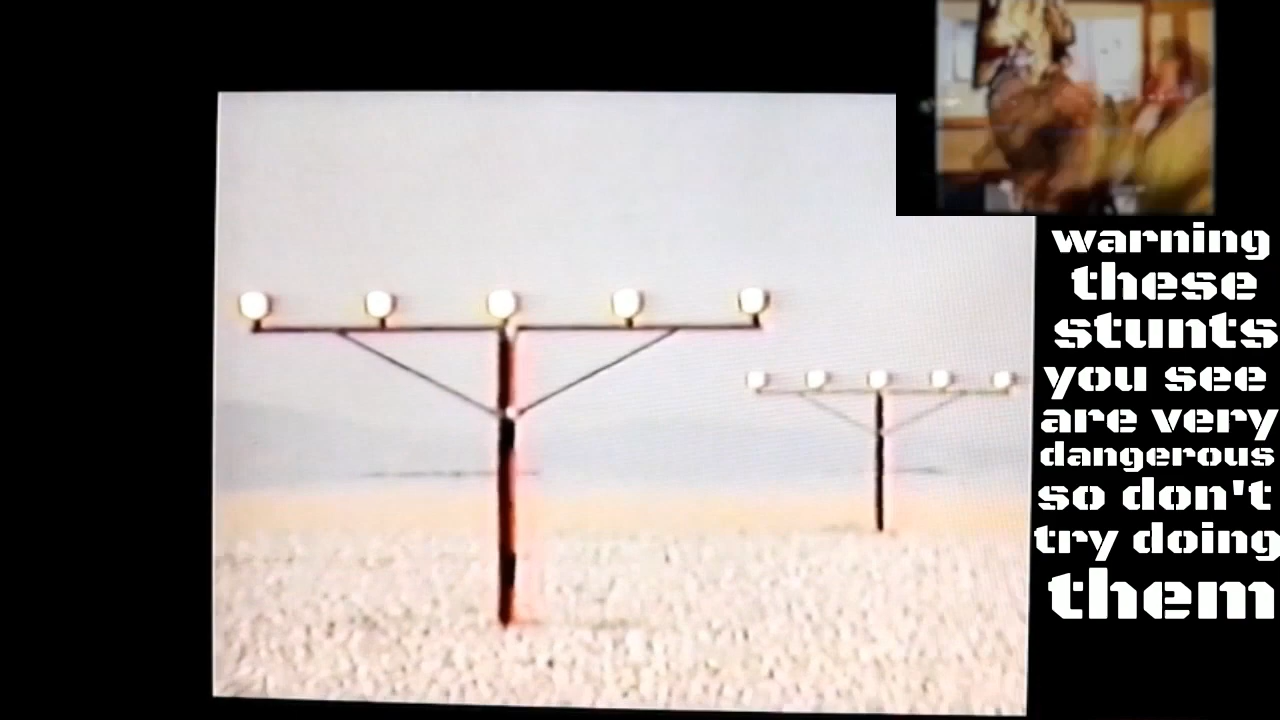 warning
these
stunts
you see
are very
dangerous
so don't
try doing
them